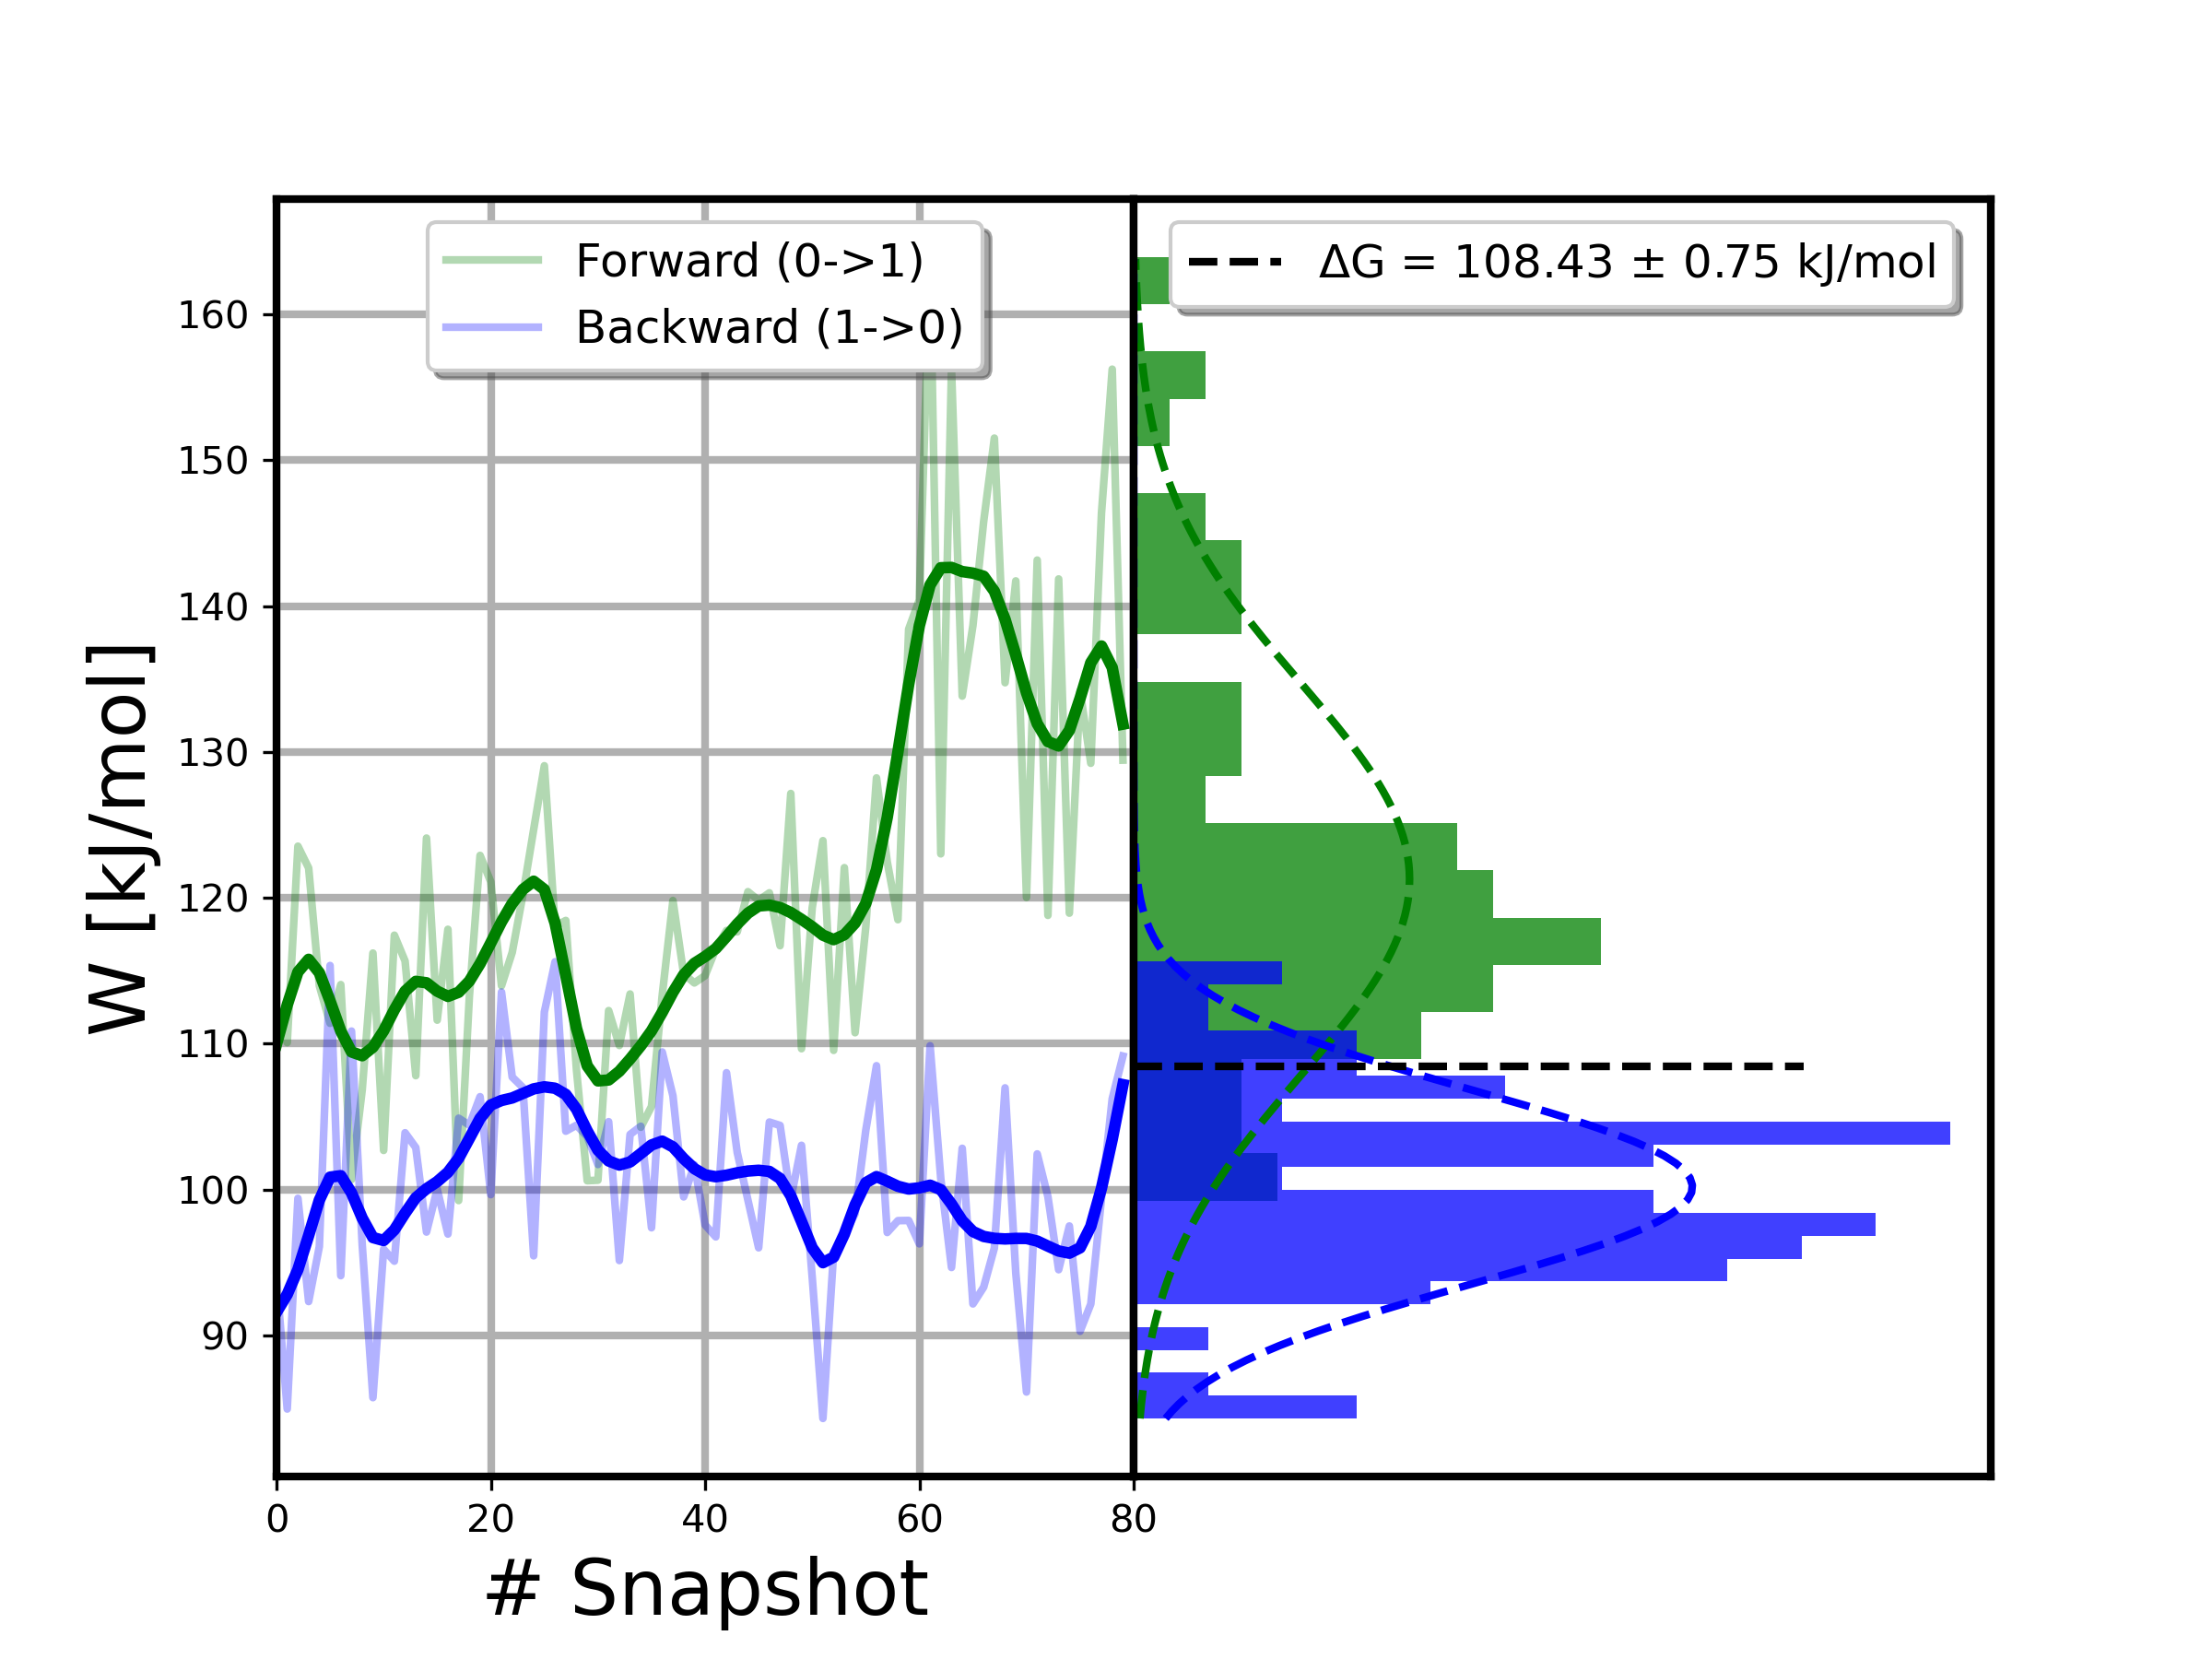 Forward (0->1)
Backward (1->0)
ΔG = 108.43 ± 0.75 kJ/mol
W [kJ/mol]
160
150
140
130
120
110
100
90
0 20 40 60 80
# Snapshot